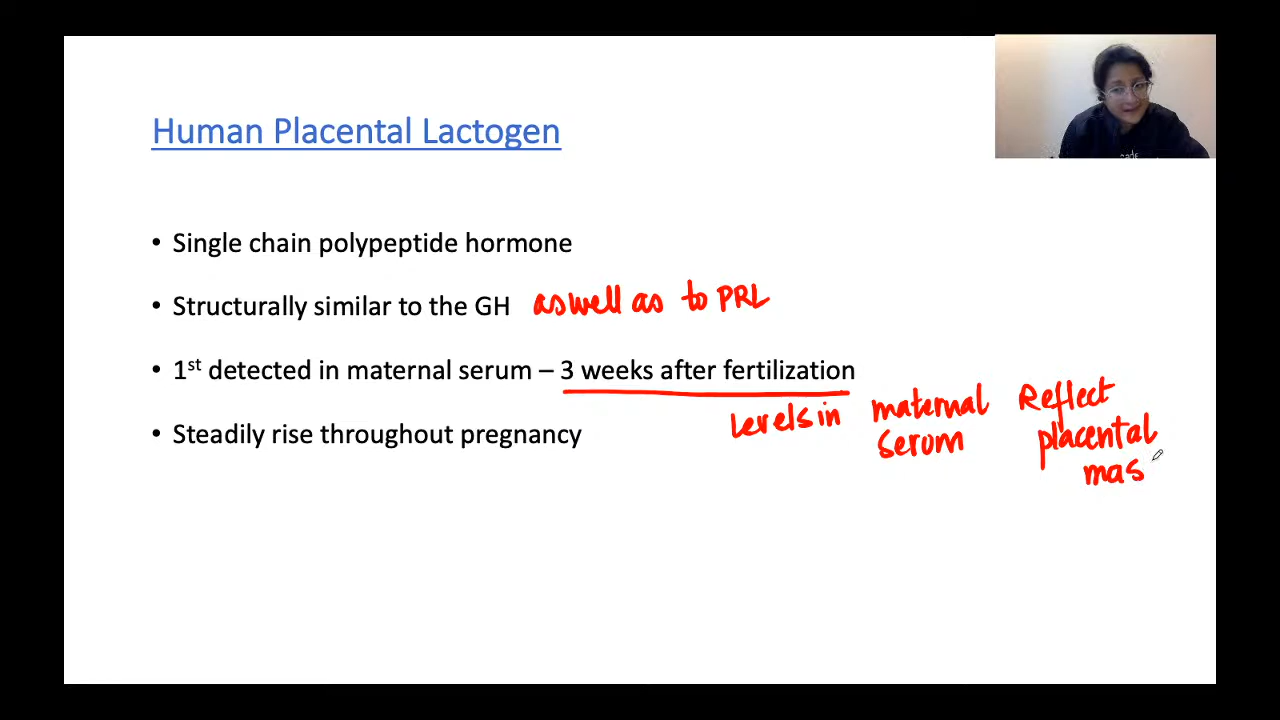 Human Placental Lactogen
• Single chain polypeptide hormone
• Structurally similar to the GH as well as to PRL
• 1st detected in maternal serum – 3 weeks after fertilization
levels in maternal serum Reflect placental mas
• Steadily rise throughout pregnancy